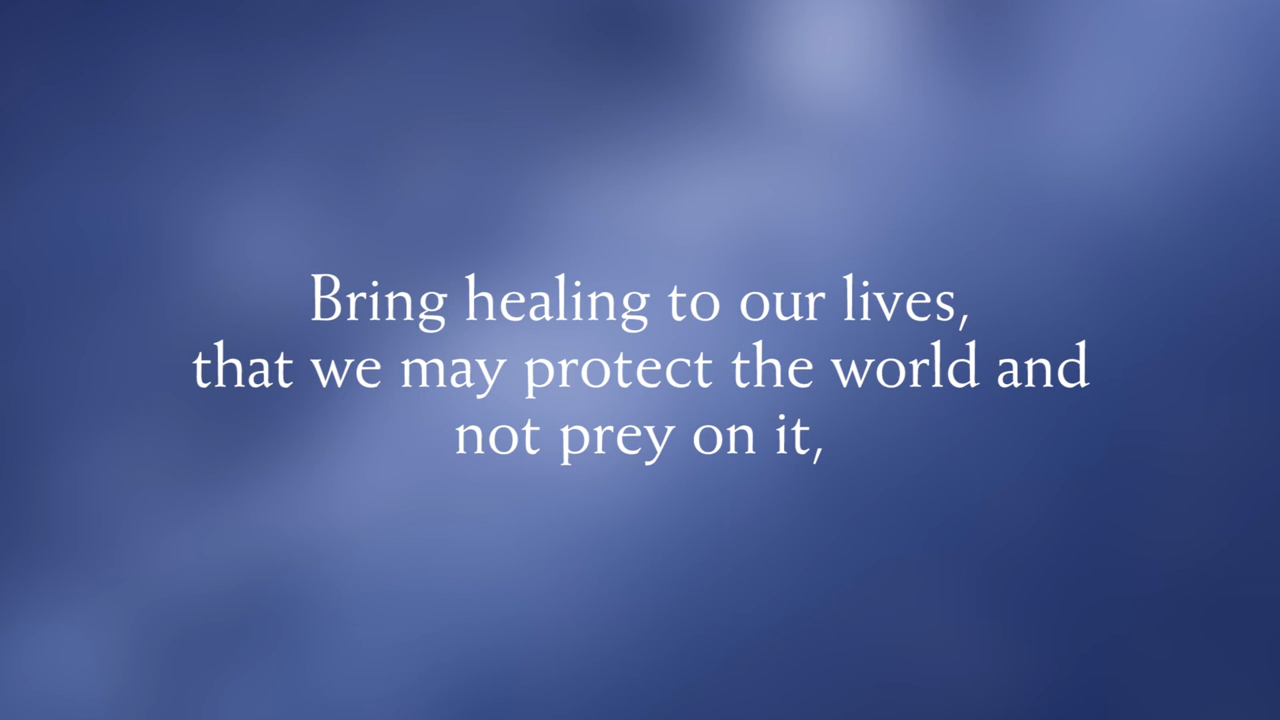 Bring healing to our lives,
that we may protect the world and
not prey on it,